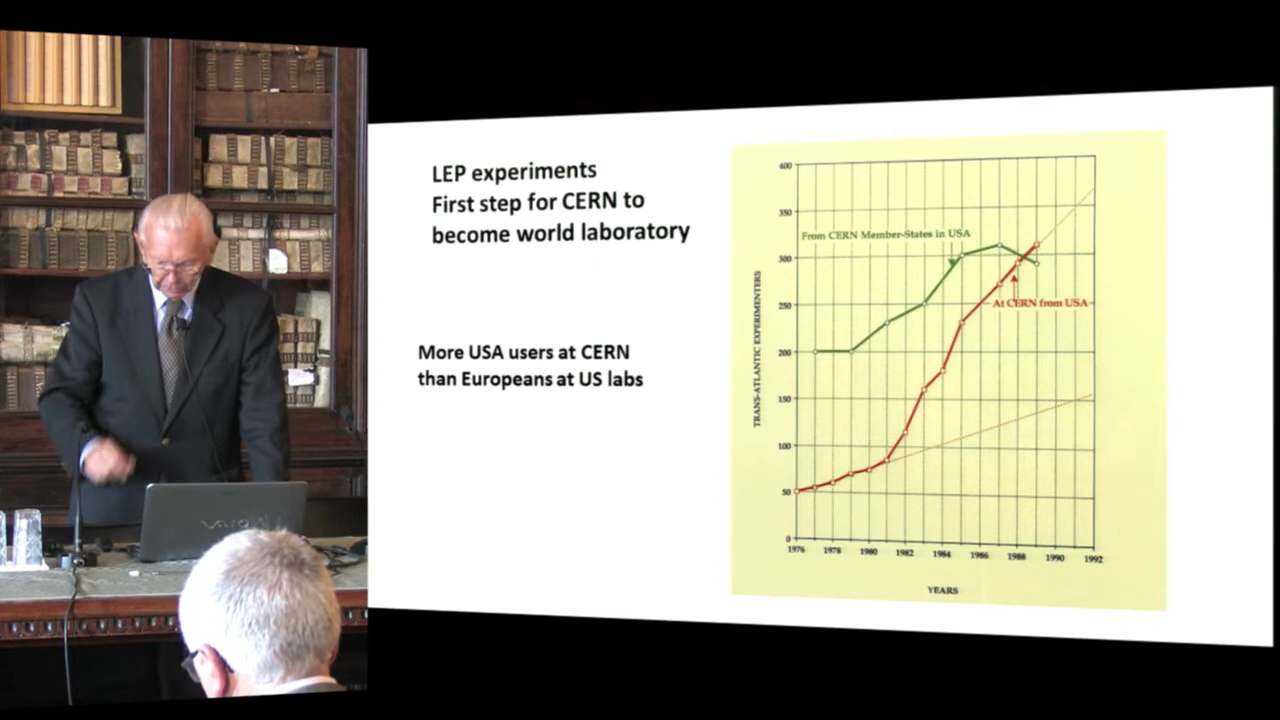 LEP experiments
First step for CERN to
become world laboratory
More USA users at CERN
than Europeans at US labs
400
350
From CERN Member-States in USA
300
At CERN from USA
250
200
150
100
50
0
1976 1978 1980 1982 1984 1986 1988 1990 1992
TRANS-ATLANTIC EXPERIMENTERS
YEARS
VAIO